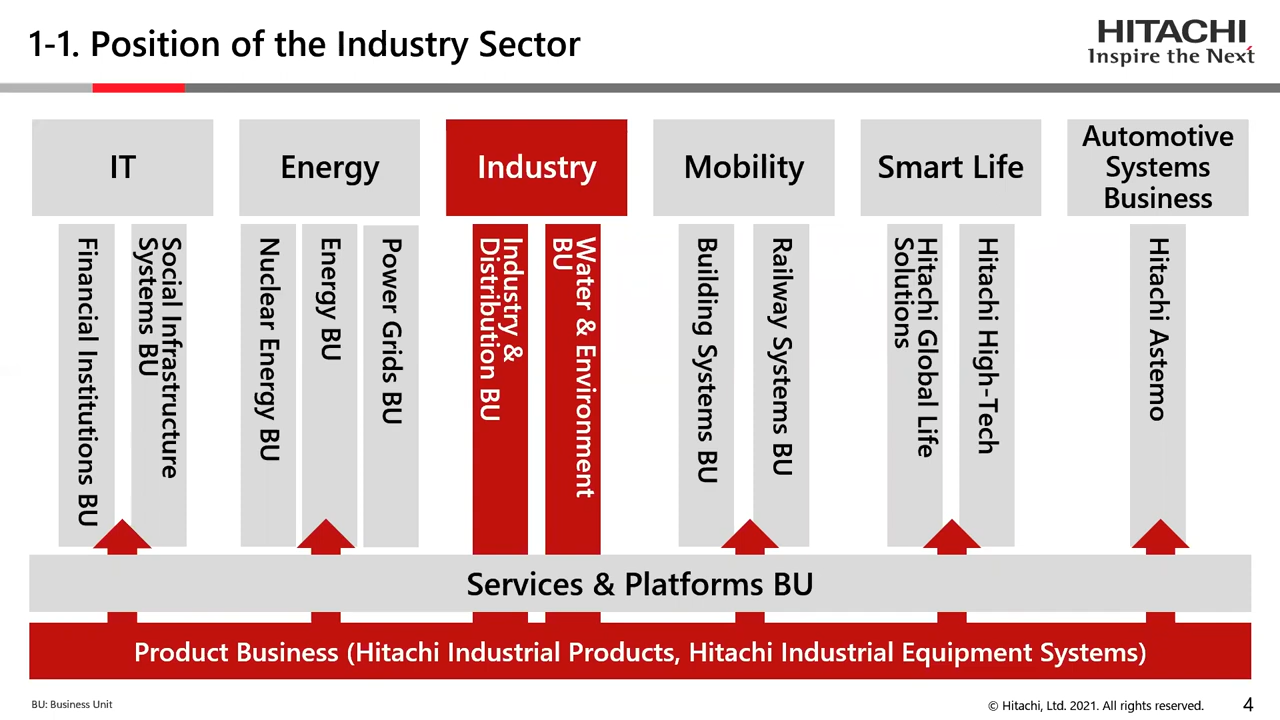 1-1. Position of the Industry Sector
HITACHI
Inspire the Next
IT
Energy
Industry
Mobility
Smart Life
Automotive
Systems
Business
Financial Institutions BU
Social Infrastructure
Systems BU
Nuclear Energy BU
Energy BU
Power Grids BU
Industry &
Distribution BU
Water & Environment
BU
Building Systems BU
Railway Systems BU
Hitachi Global Life
Solutions
Hitachi High-Tech
Hitachi Astemo
Services & Platforms BU
Product Business (Hitachi Industrial Products, Hitachi Industrial Equipment Systems)
BU: Business Unit
© Hitachi, Ltd. 2021. All rights reserved.
4